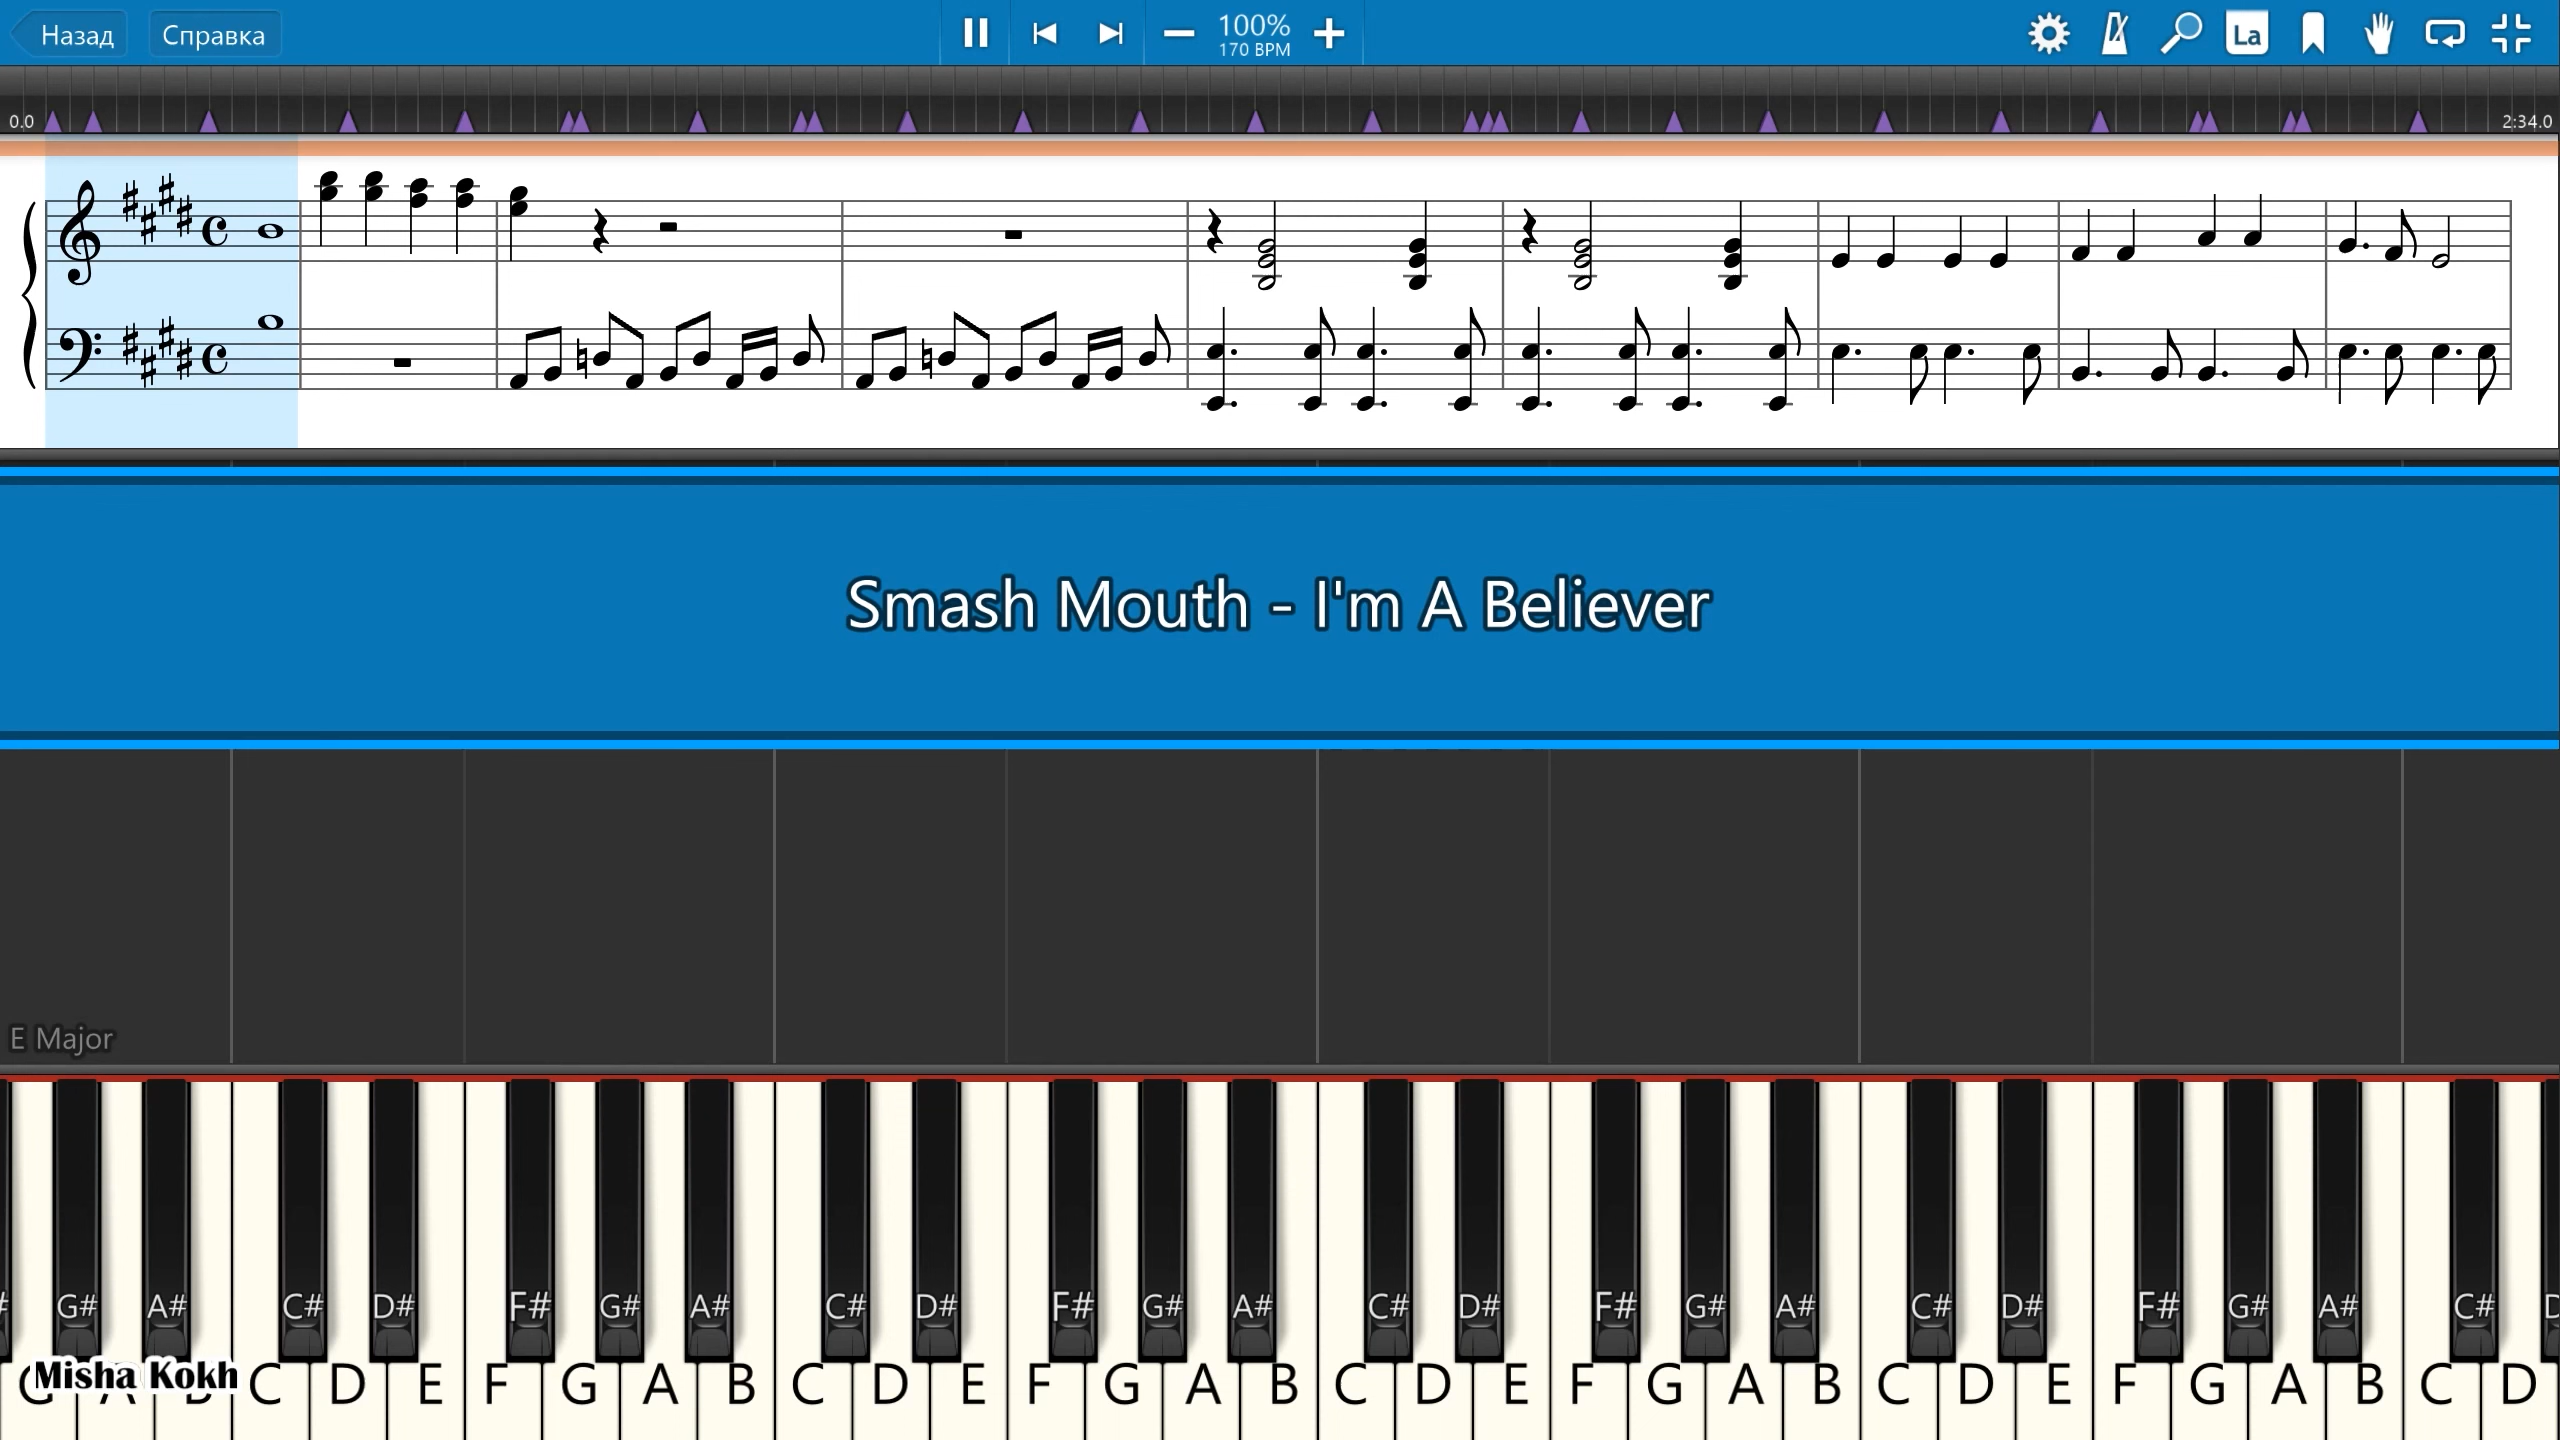 Назад Справка 100% La
170 BPM
0.0 2:34.0
Smash Mouth - I'm A Believer
E Major
G# A# C# D# F# G# A# C# D# F# G# A# C# D# F# G# A# C# D# F# G# A# C#
Misha Kokh
C D E F G A B C D E F G A B C D E F G A B C D E F G A B C D